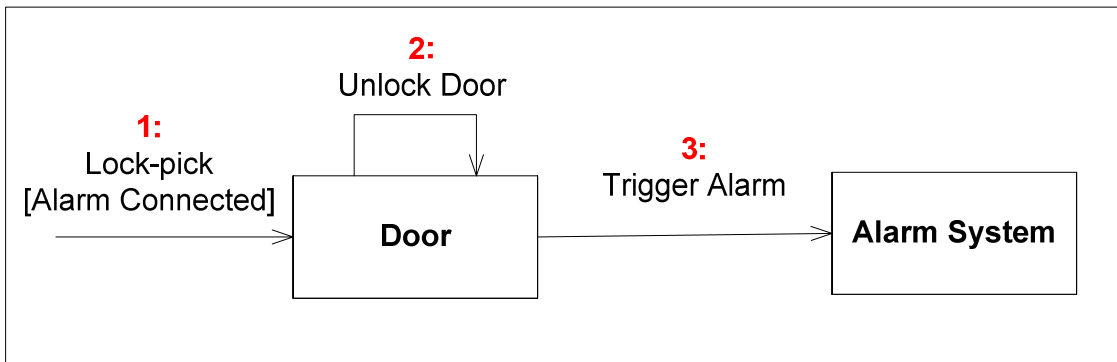 1:
Lock-pick
[Alarm Connected]
2:
Unlock Door
Door
3:
Trigger Alarm
Alarm System